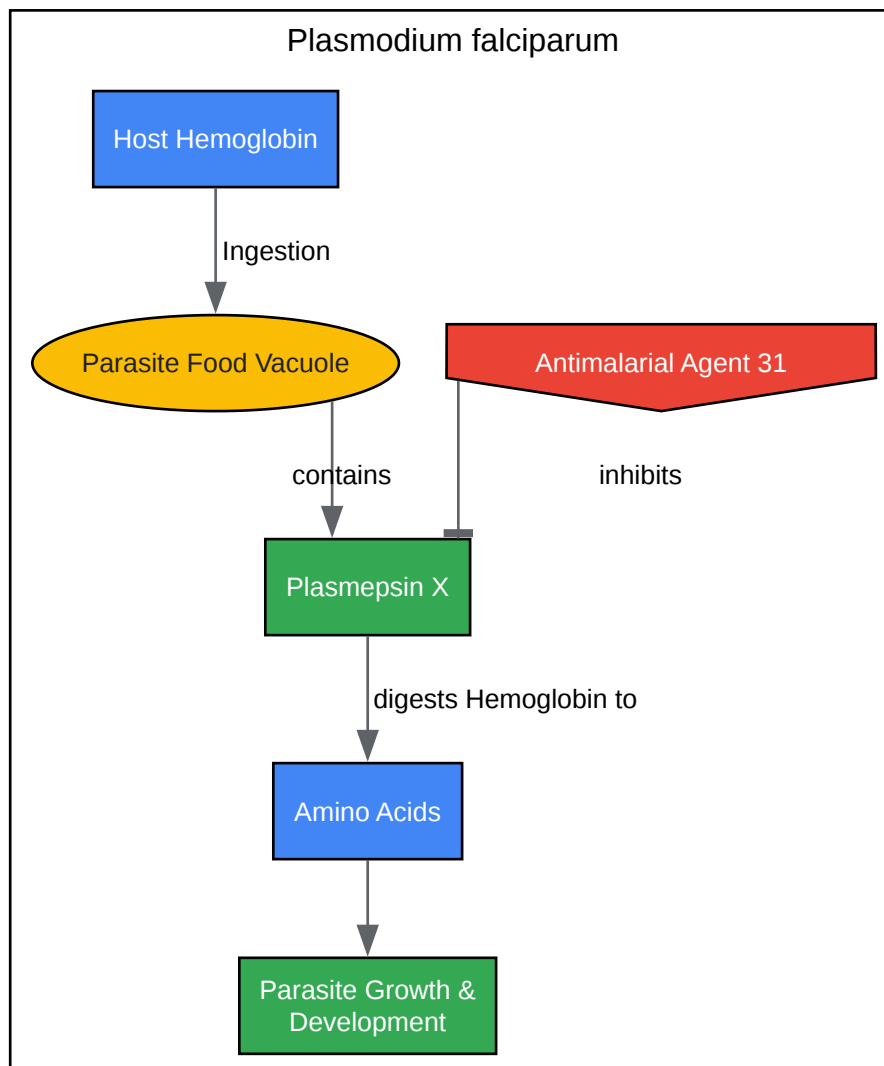 Plasmodium falciparum
Host Hemoglobin
Ingestion
Parasite Food Vacuole
Antimalarial Agent 31
contains
inhibits
Plasmepsin X
digests Hemoglobin to
Amino Acids
Parasite Growth &
Development